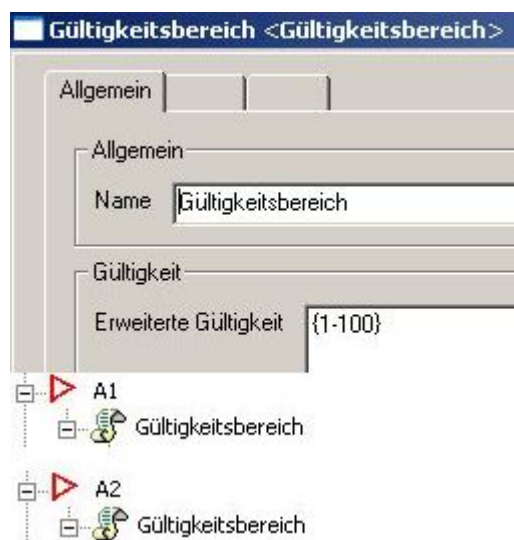 Gültigkeitsbereich <Gültigkeitsbereich>
Allgemein
Allgemein
Name Gültigkeitsbereich
Gültigkeit
Erweiterte Gültigkeit {1-100}
A1
Gültigkeitsbereich
A2
Gültigkeitsbereich